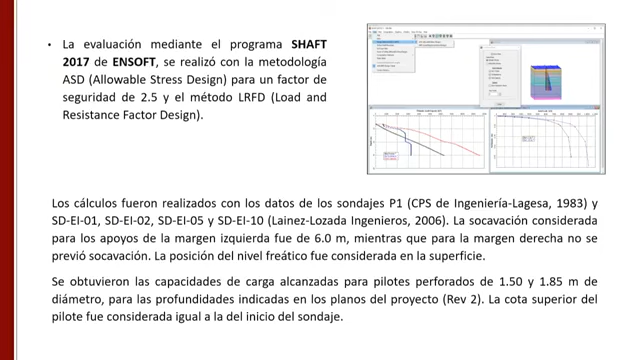 • La evaluación mediante el programa SHAFT
2017 de ENSOFT, se realizó con la metodología
ASD (Allowable Stress Design) para un factor de
seguridad de 2.5 y el método LRFD (Load and
Resistance Factor Design).
Los cálculos fueron realizados con los datos de los sondajes P1 (CPS de Ingeniería-Lagesa, 1983) y
SD-EI-01, SD-EI-02, SD-EI-05 y SD-EI-10 (Lainez-Lozada Ingenieros, 2006). La socavación considerada
para los apoyos de la margen izquierda fue de 6.0 m, mientras que para la margen derecha no se
previó socavación. La posición del nivel freático fue considerada en la superficie.
Se obtuvieron las capacidades de carga alcanzadas para pilotes perforados de 1.50 y 1.85 m de
diámetro, para las profundidades indicadas en los planos del proyecto (Rev 2). La cota superior del
pilote fue considerada igual a la del inicio del sondaje.